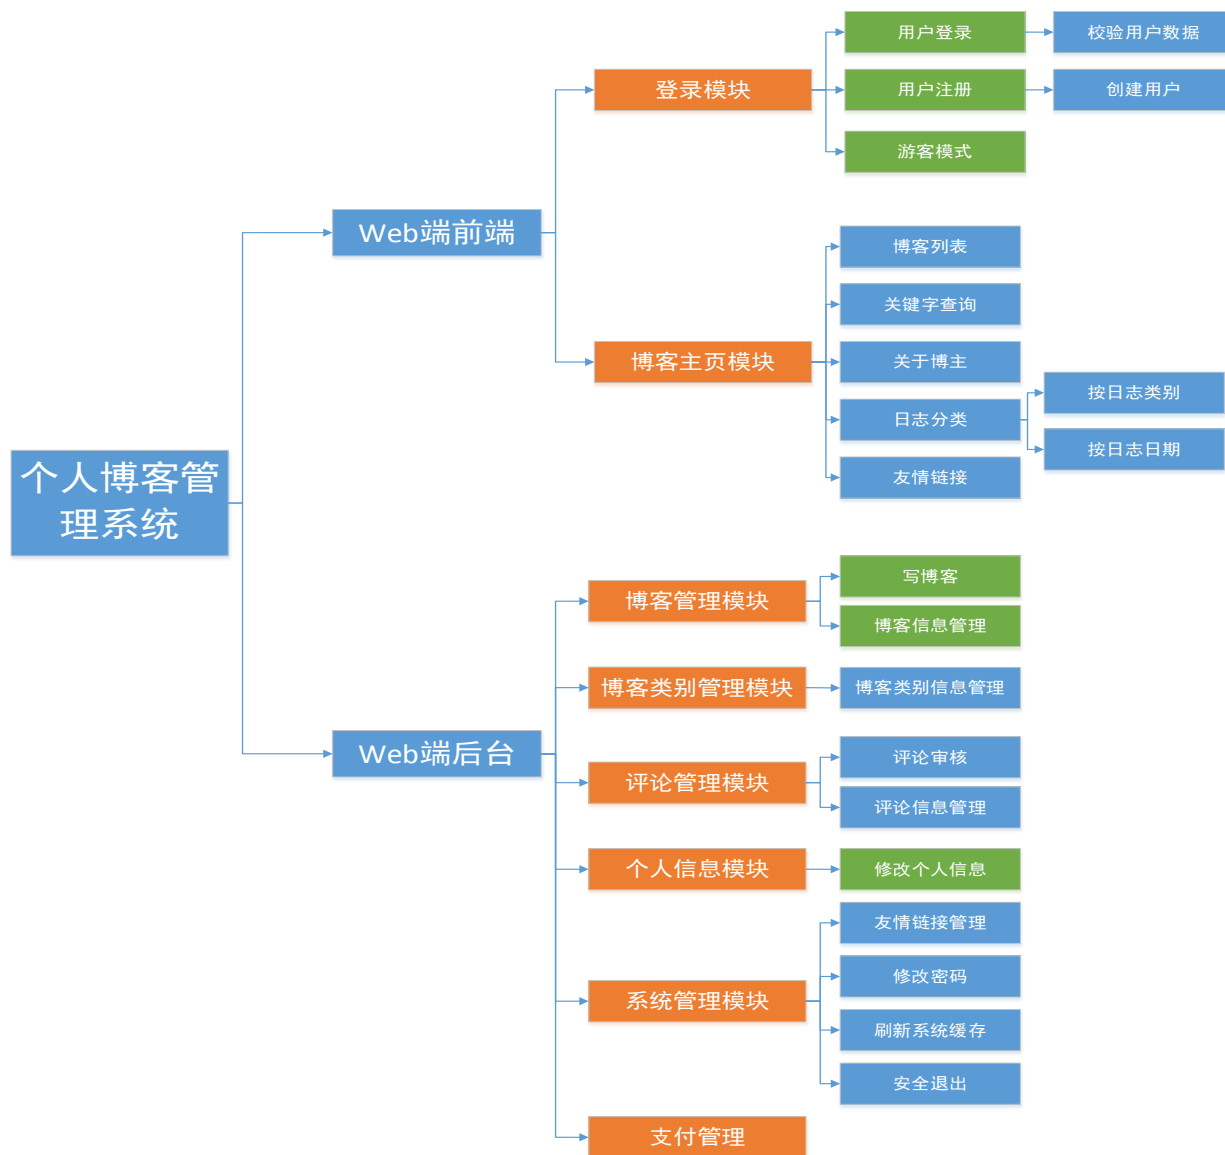 个人博客管
理系统
Web端前端
登录模块
用户登录
校验用户数据
用户注册
创建用户
游客模式
博客主页模块
博客列表
关键字查询
关于博主
日志分类
按日志类别
按日志日期
友情链接
Web端后台
博客管理模块
写博客
博客信息管理
博客类别管理模块
博客类别信息管理
评论管理模块
评论审核
评论信息管理
个人信息模块
修改个人信息
系统管理模块
友情链接管理
修改密码
刷新系统缓存
安全退出
支付管理